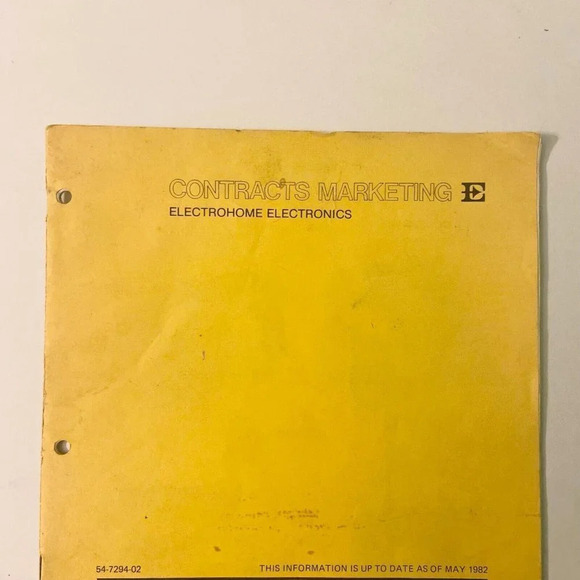 CONTRACTS MARKETING E
ELECTROHOME ELECTRONICS
54-7294-02 THIS INFORMATION IS UP TO DATE AS OF MAY 1982